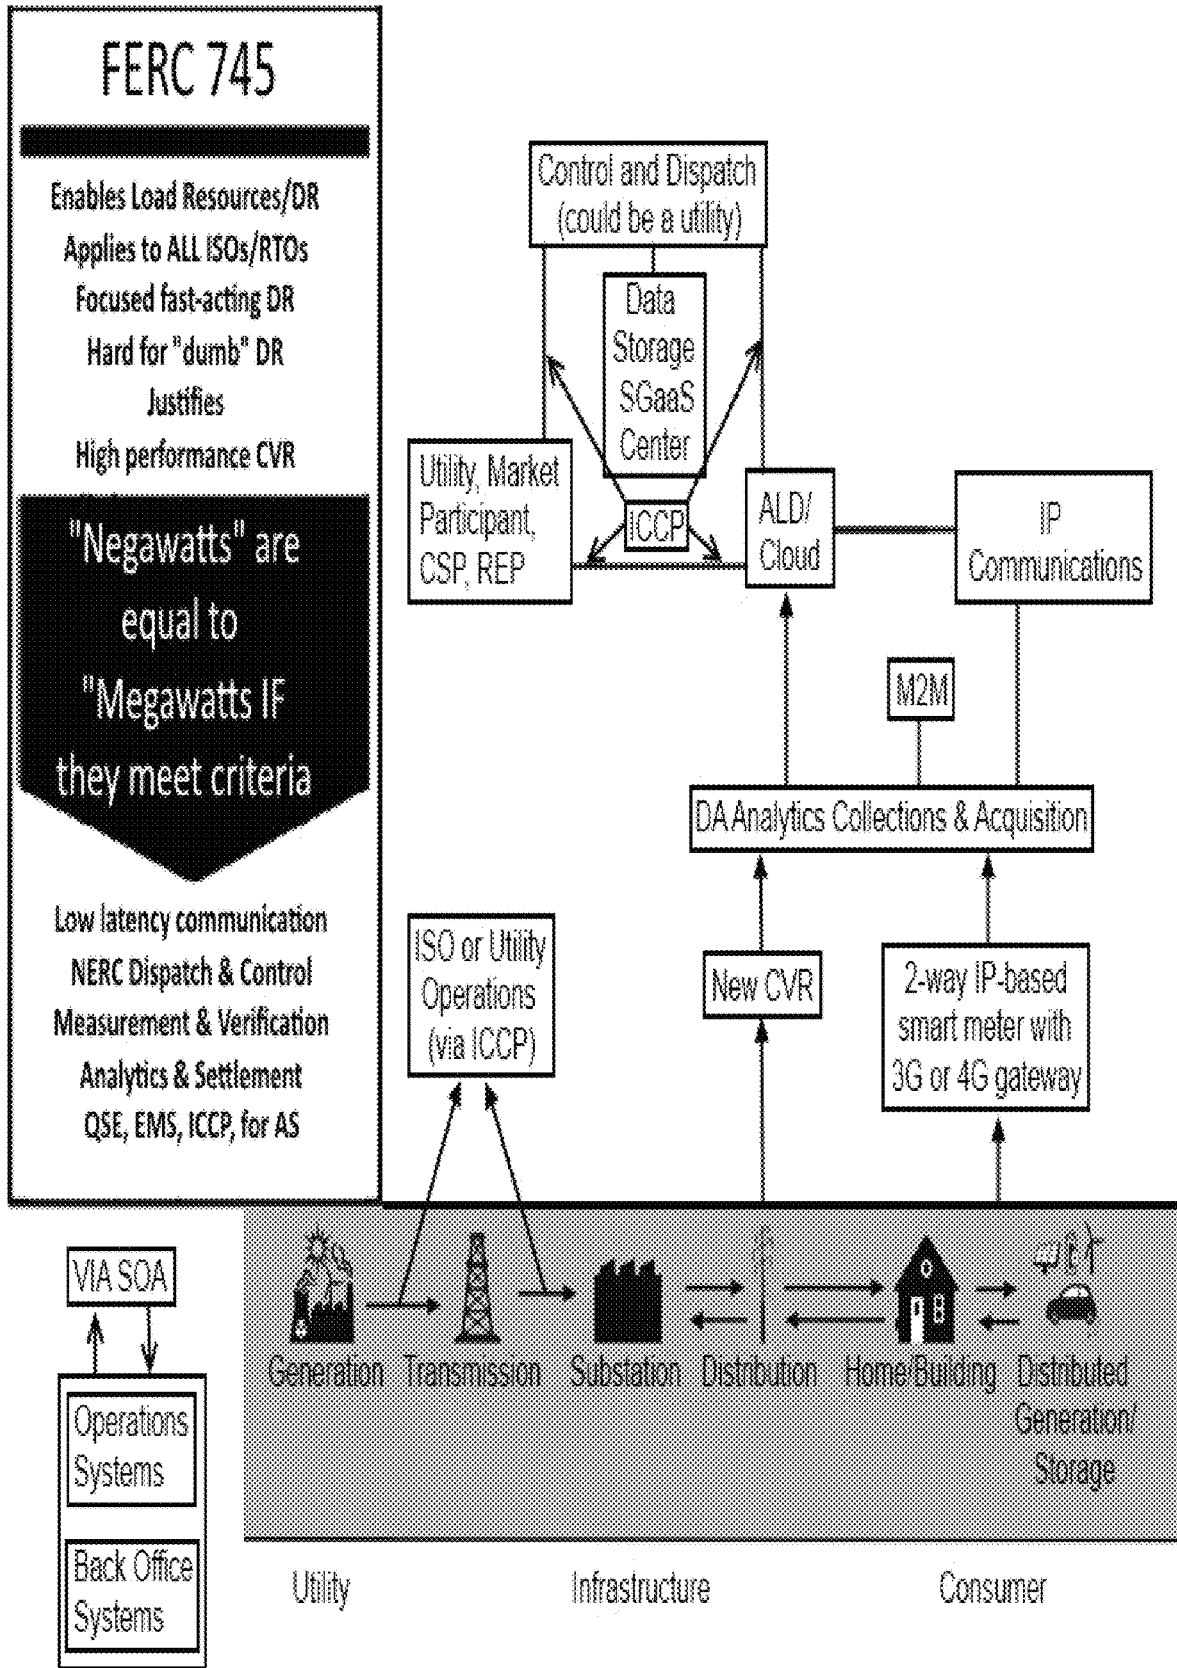 FERC 745
Enables Load Resources/DR
Applies to ALL ISOs/RTOs
Focused fast-acting DR
Hard for "dumb" DR
Justifies
High performance CVR
"Negawatts" are
equal to
"Megawatts IF
they meet criteria
Low latency communication
NERC Dispatch & Control
Measurement & Verification
Analytics & Settlement
QSE, EMS, ICCP, for AS
Control and Dispatch
(could be a utility)
Data
Storage
SGaaS
Center
Utility, Market
Participant,
CSP, REP
ICCP
ALD/
Cloud
IP
Communications
M2M
DA Analytics Collections & Acquisition
ISO or Utility
Operations
(via ICCP)
New CVR
2-way IP-based
smart meter with
3G or 4G gateway
VIA SOA
Operations
Systems
Back Office
Systems
Generation
Transmission
Substation
Distribution
Home/Building
Distributed
Generation/
Storage
Utility
Infrastructure
Consumer